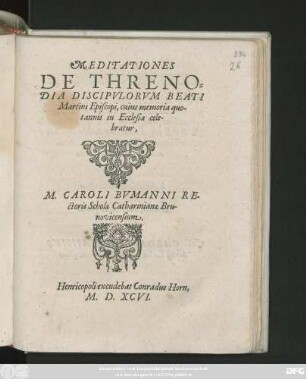 MEDITATIONES
DE THRENO-
DIA DISCIPVLORVM BEATI
Martini Episcopi, cuius memoria quo-
tannis in Ecclesia cele-
bratur,
M. CAROLI BVMANNI RE-
ctoris Scholæ Catharinianæ Bru-
novicensium.
Henricopoli excudebat Conradus Horn,
M. D. XCVI.
26